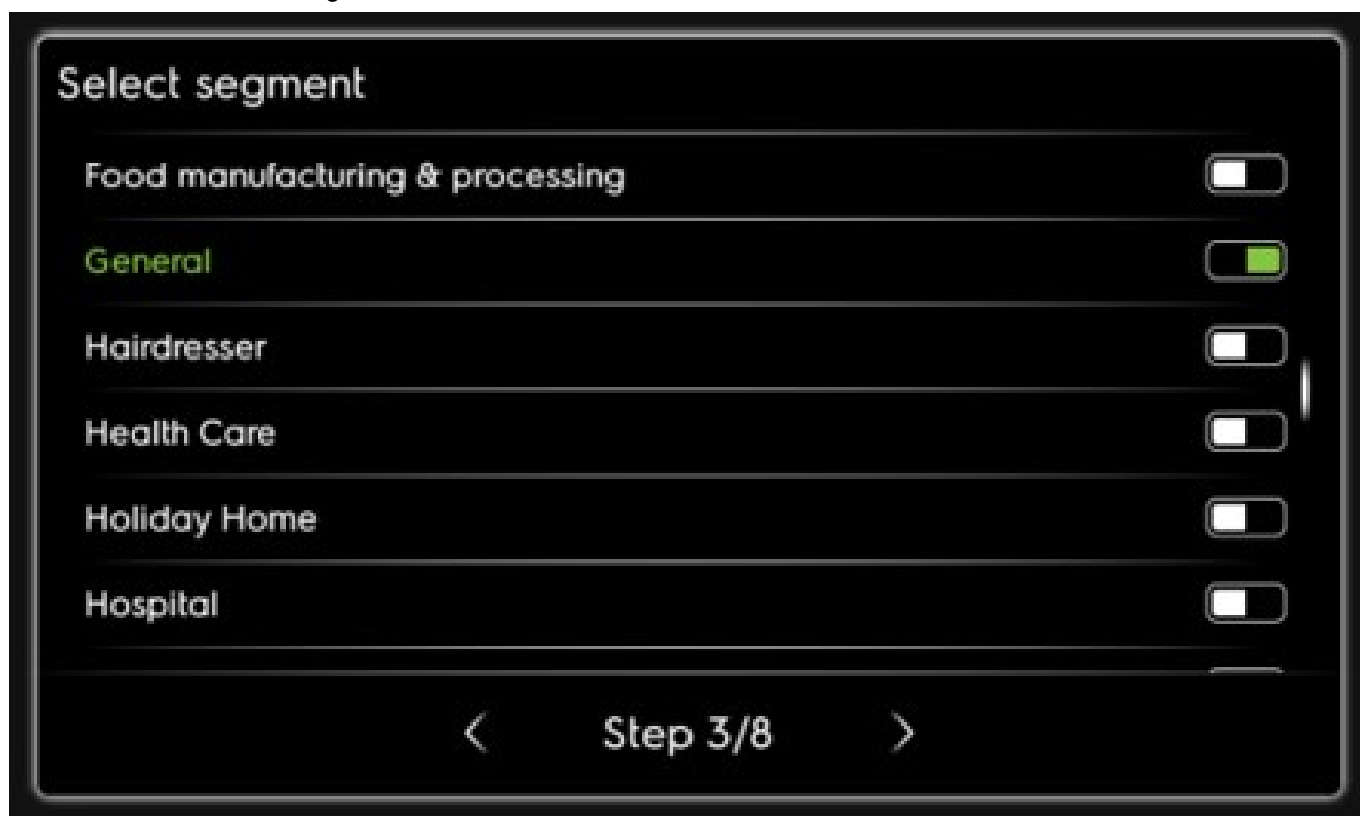 Select segment
Food manufacturing & processing
General
Hairdresser
Health Care
Holiday Home
Hospital
< Step 3/8 >